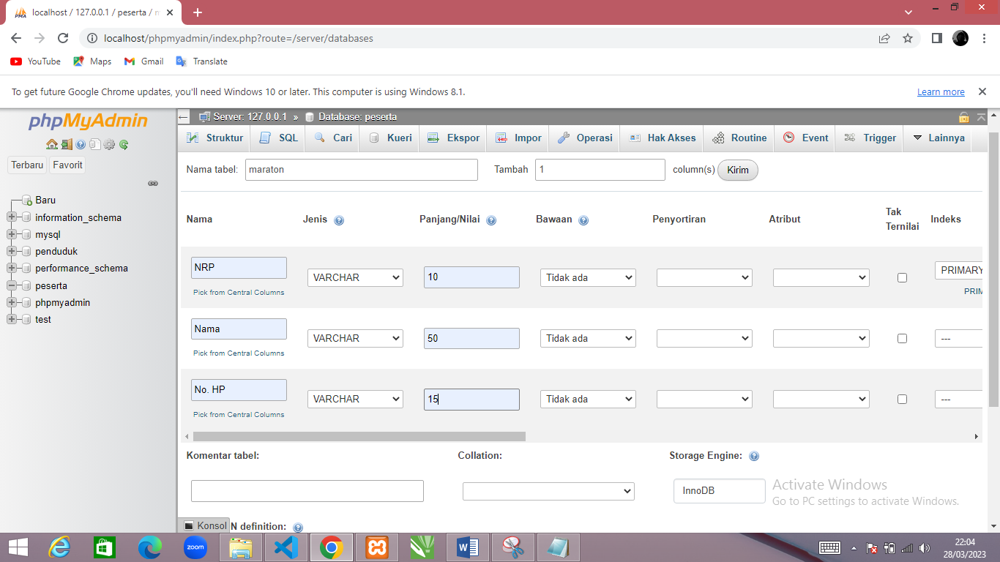 localhost / 127.0.0.1 / peserta / m
localhost/phpmyadmin/index.php?route=/server/databases
YouTube Maps Gmail Translate
To get future Google Chrome updates, you'll need Windows 10 or later. This computer is using Windows 8.1. Learn more
phpMyAdmin
Terbaru Favorit
Baru
information_schema
mysql
penduduk
performance_schema
peserta
phpmyadmin
test
Server: 127.0.0.1 » Database: peserta
Struktur SQL Cari Kueri Ekspor Impor Operasi Hak Akses Routine Event Trigger Lainnya
Nama tabel: maraton Tambah 1 column(s) Kirim
Nama Jenis Panjang/Nilai Bawaan Penyortiran Atribut Tak Ternilai Indeks
NRP VARCHAR 10 Tidak ada PRIMARY
Pick from Central Columns PRIM
Nama VARCHAR 50 Tidak ada ---
Pick from Central Columns
No. HP VARCHAR 15 Tidak ada ---
Pick from Central Columns
Komentar tabel: Collation: Storage Engine:
InnoDB
Activate Windows
Go to PC settings to activate Windows.
Konsol N definition:
zoom
22:04
28/03/2023